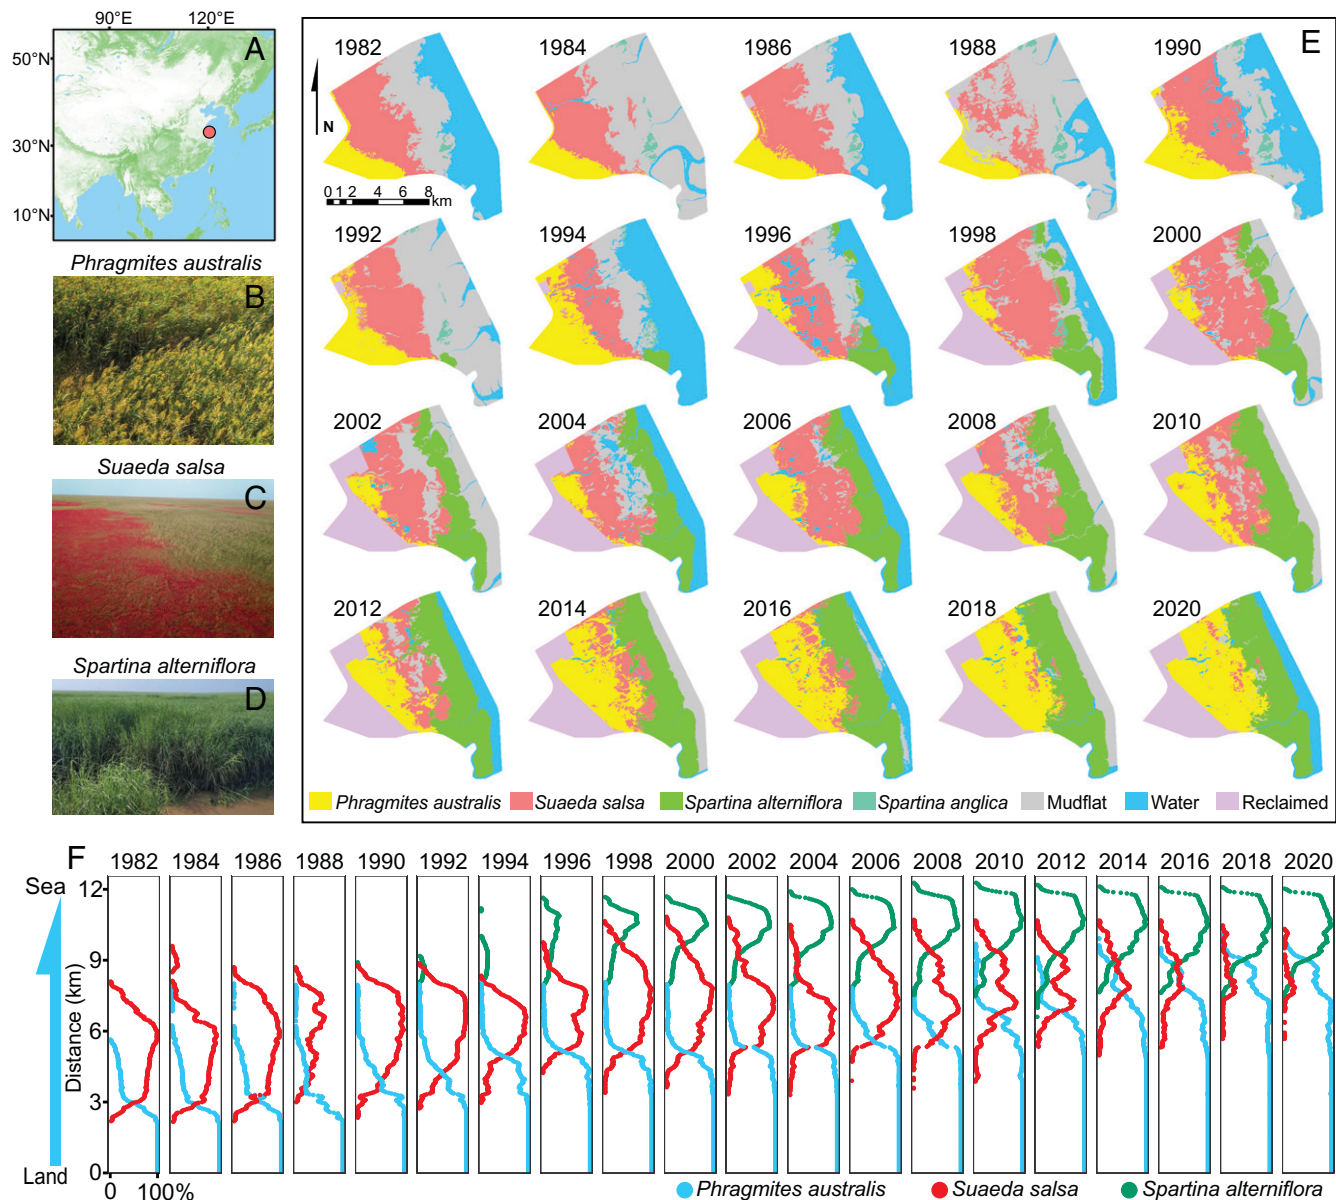 90°E 120°E
A
50°N
30°N
10°N
Phragmites australis
B
Suaeda salsa
C
Spartina alterniflora
D
E
N
0 1 2 4 6 8
km
1982 1984 1986 1988 1990
1992 1994 1996 1998 2000
2002 2004 2006 2008 2010
2012 2014 2016 2018 2020
Phragmites australis Suaeda salsa Spartina alterniflora Spartina anglica Mudflat Water Reclaimed
F
1982 1984 1986 1988 1990 1992 1994 1996 1998 2000 2002 2004 2006 2008 2010 2012 2014 2016 2018 2020
Sea
Land
Distance (km)
12
9
6
3
0
0 100%
Phragmites australis Suaeda salsa Spartina alterniflora